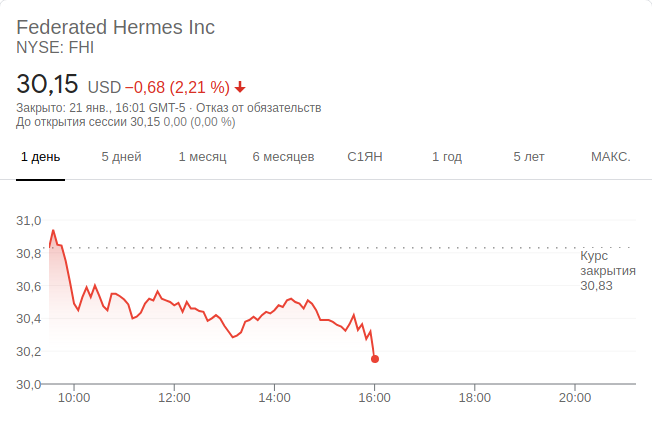 Federated Hermes Inc
NYSE: FHI
30,15 USD −0,68 (2,21 %)
Закрыто: 21 янв., 16:01 GMT-5 · Отказ от обязательств
До открытия сессии 30,15 0,00 (0,00 %)
1 день 5 дней 1 месяц 6 месяцев С1ЯН 1 год 5 лет МАКС.
31,0
30,8
Курс
закрытия
30,83
30,6
30,4
30,2
30,0
10:00 12:00 14:00 16:00 18:00 20:00